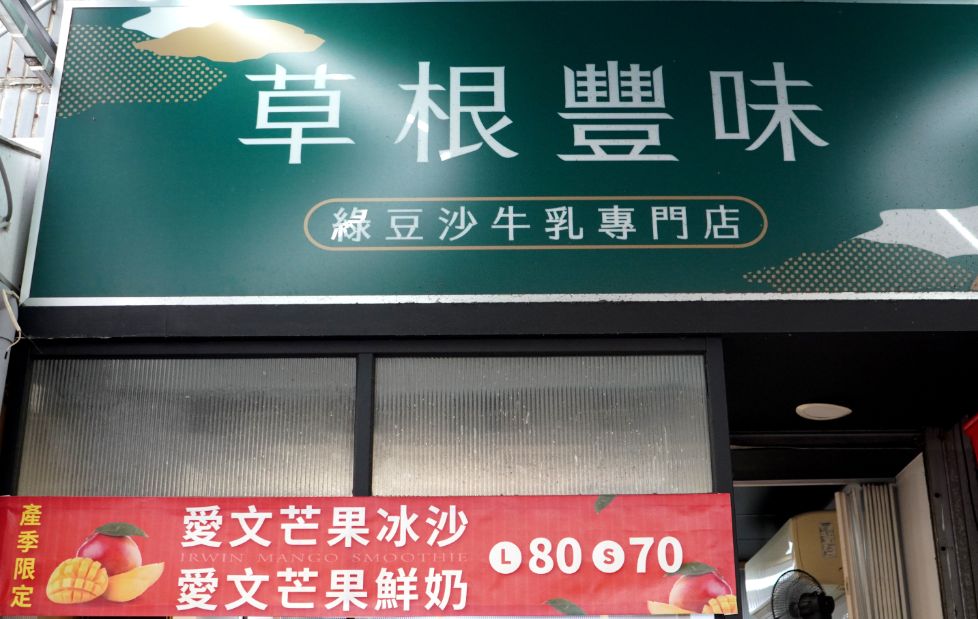 草根豐味
綠豆沙牛乳專門店
產季限定
愛文芒果冰沙
IRWIN MANGO SMOOTHIE
愛文芒果鮮奶
L 80 S 70